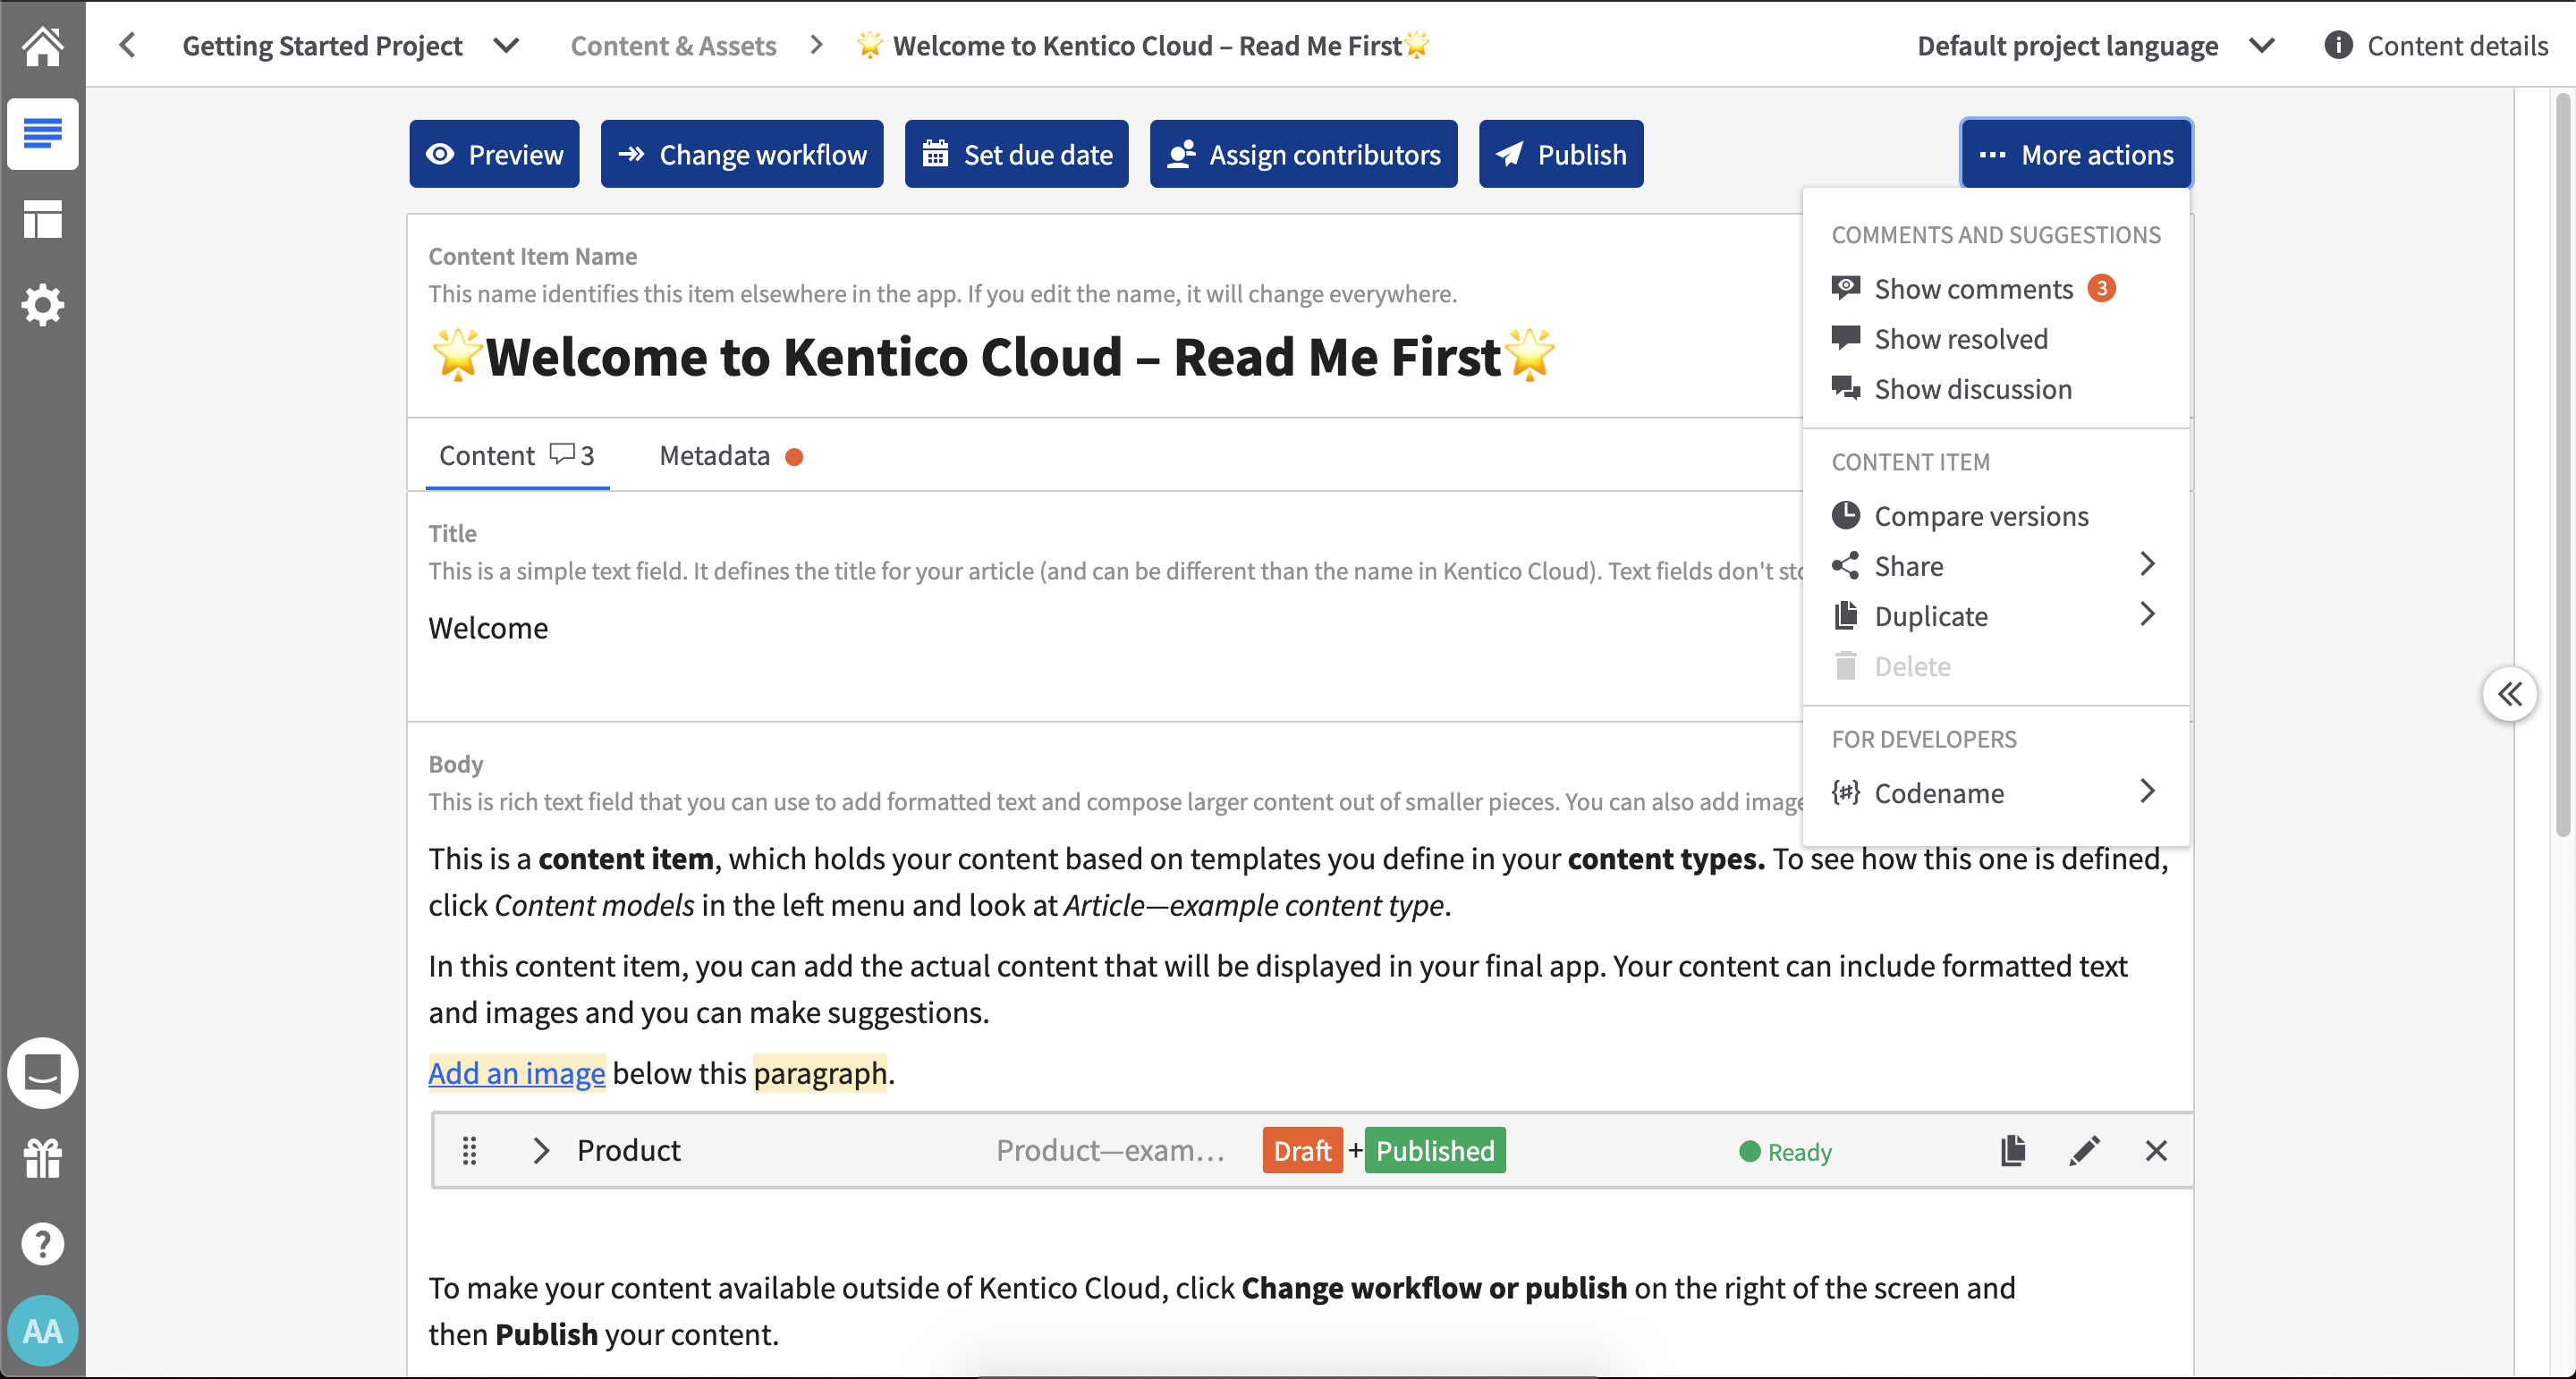 Getting Started Project
Content & Assets
🌟 Welcome to Kentico Cloud – Read Me First🌟
Default project language
Content details
Preview
Change workflow
Set due date
Assign contributors
Publish
More actions
Content Item Name
This name identifies this item elsewhere in the app. If you edit the name, it will change everywhere.
🌟Welcome to Kentico Cloud – Read Me First🌟
COMMENTS AND SUGGESTIONS
Show comments 3
Show resolved
Show discussion
CONTENT ITEM
Compare versions
Share
Duplicate
Delete
FOR DEVELOPERS
{#} Codename
Content 3
Metadata
Title
This is a simple text field. It defines the title for your article (and can be different than the name in Kentico Cloud). Text fields don't sto
Welcome
Body
This is rich text field that you can use to add formatted text and compose larger content out of smaller pieces. You can also add image
This is a content item, which holds your content based on templates you define in your content types. To see how this one is defined,
click Content models in the left menu and look at Article—example content type.
In this content item, you can add the actual content that will be displayed in your final app. Your content can include formatted text
and images and you can make suggestions.
Add an image below this paragraph.
Product
Product—exam…
Draft + Published
Ready
To make your content available outside of Kentico Cloud, click Change workflow or publish on the right of the screen and
then Publish your content.
AA